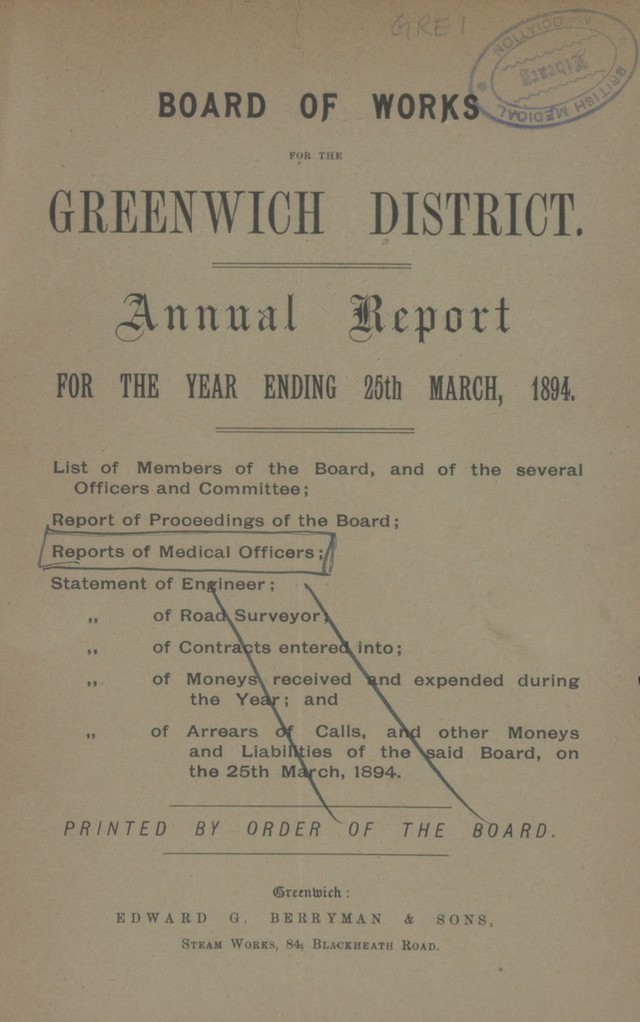 GRE 1
BRITISH MEDICAL ASSOCIATION
Library
BOARD OF WORKS
FOR THE
GREENWICH DISTRICT.
Annual Report
FOR THE YEAR ENDING 25th MARCH, 1894.
List of Members of the Board, and of the several
Officers and Committee;
Report of Proceedings of the Board;
Reports of Medical Officers;
Statement of Engineer;
„ of Road Surveyor;
„ of Contracts entered into;
„ of Moneys received and expended during
the Year; and
„ of Arrears of Calls, and other Moneys
and Liabilities of the said Board, on
the 25th March, 1894.
PRINTED BY ORDER OF THE BOARD.
Greenwich:
EDWARD G. BERRYMAN & SONS,
STEAM WORKS, 84, BLACKHEATH ROAD.